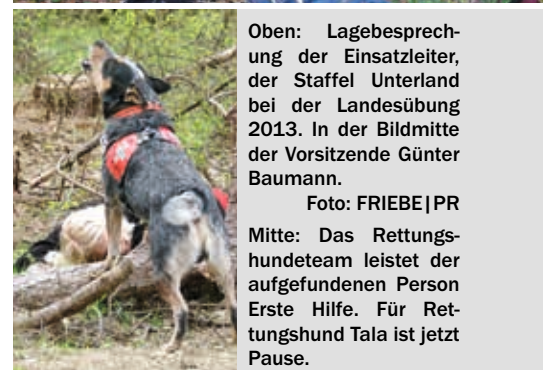 Oben: Lagebesprech-
ung der Einsatzleiter,
der Staffel Unterland
bei der Landesübung
2013. In der Bildmitte
der Vorsitzende Günter
Baumann.
Foto: FRIEBE|PR
Mitte: Das Rettungs-
hundeteam leistet der
aufgefundenen Person
Erste Hilfe. Für Ret-
tungshund Tala ist jetzt
Pause.